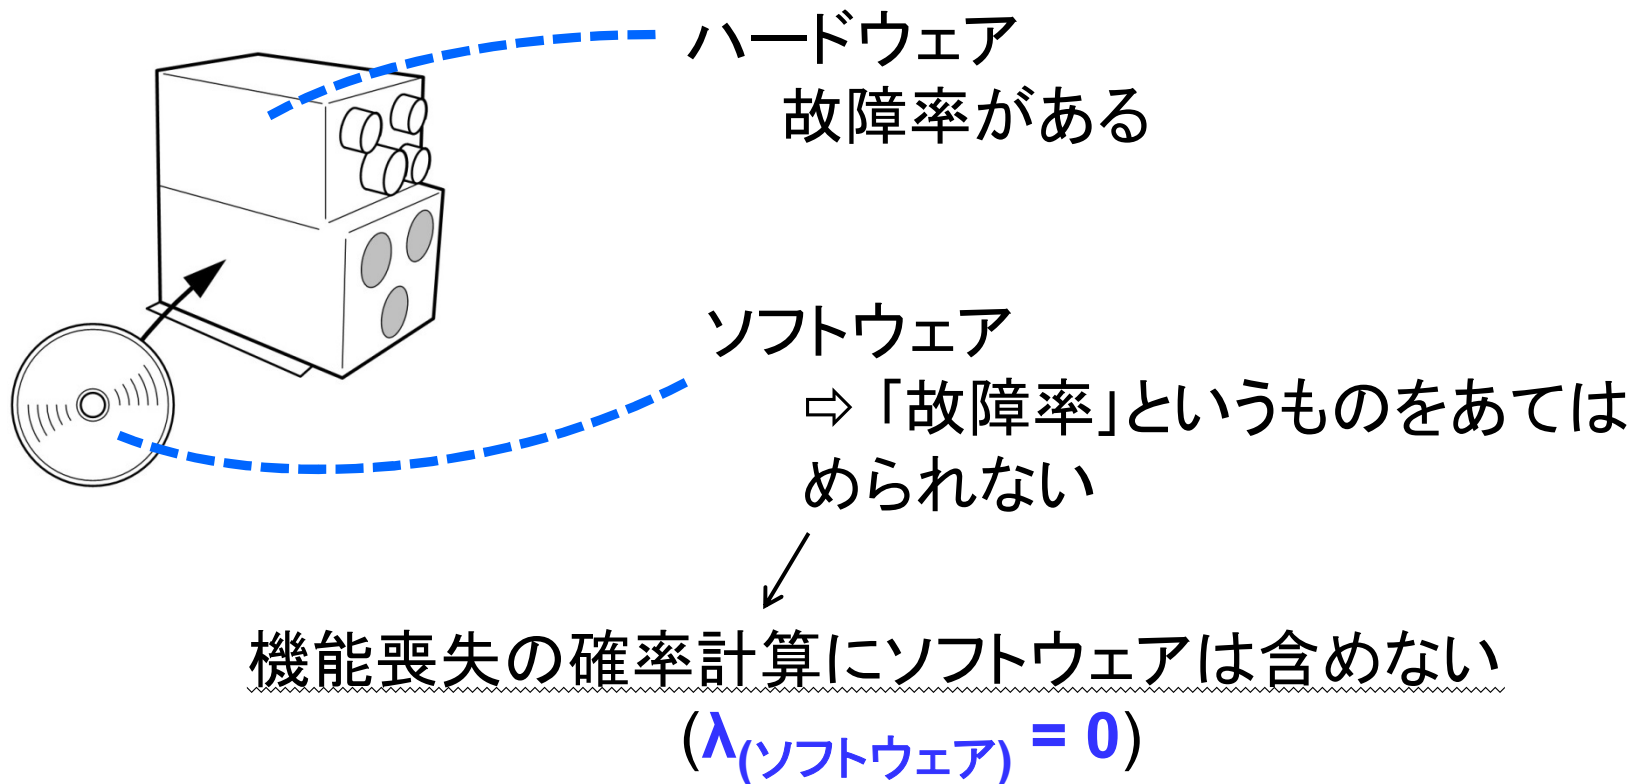 ハードウェア
故障率がある
ソフトウェア
⇨「故障率」というものをあては
められない
機能喪失の確率計算にソフトウェアは含めない
(λ(ソフトウェア) = 0)